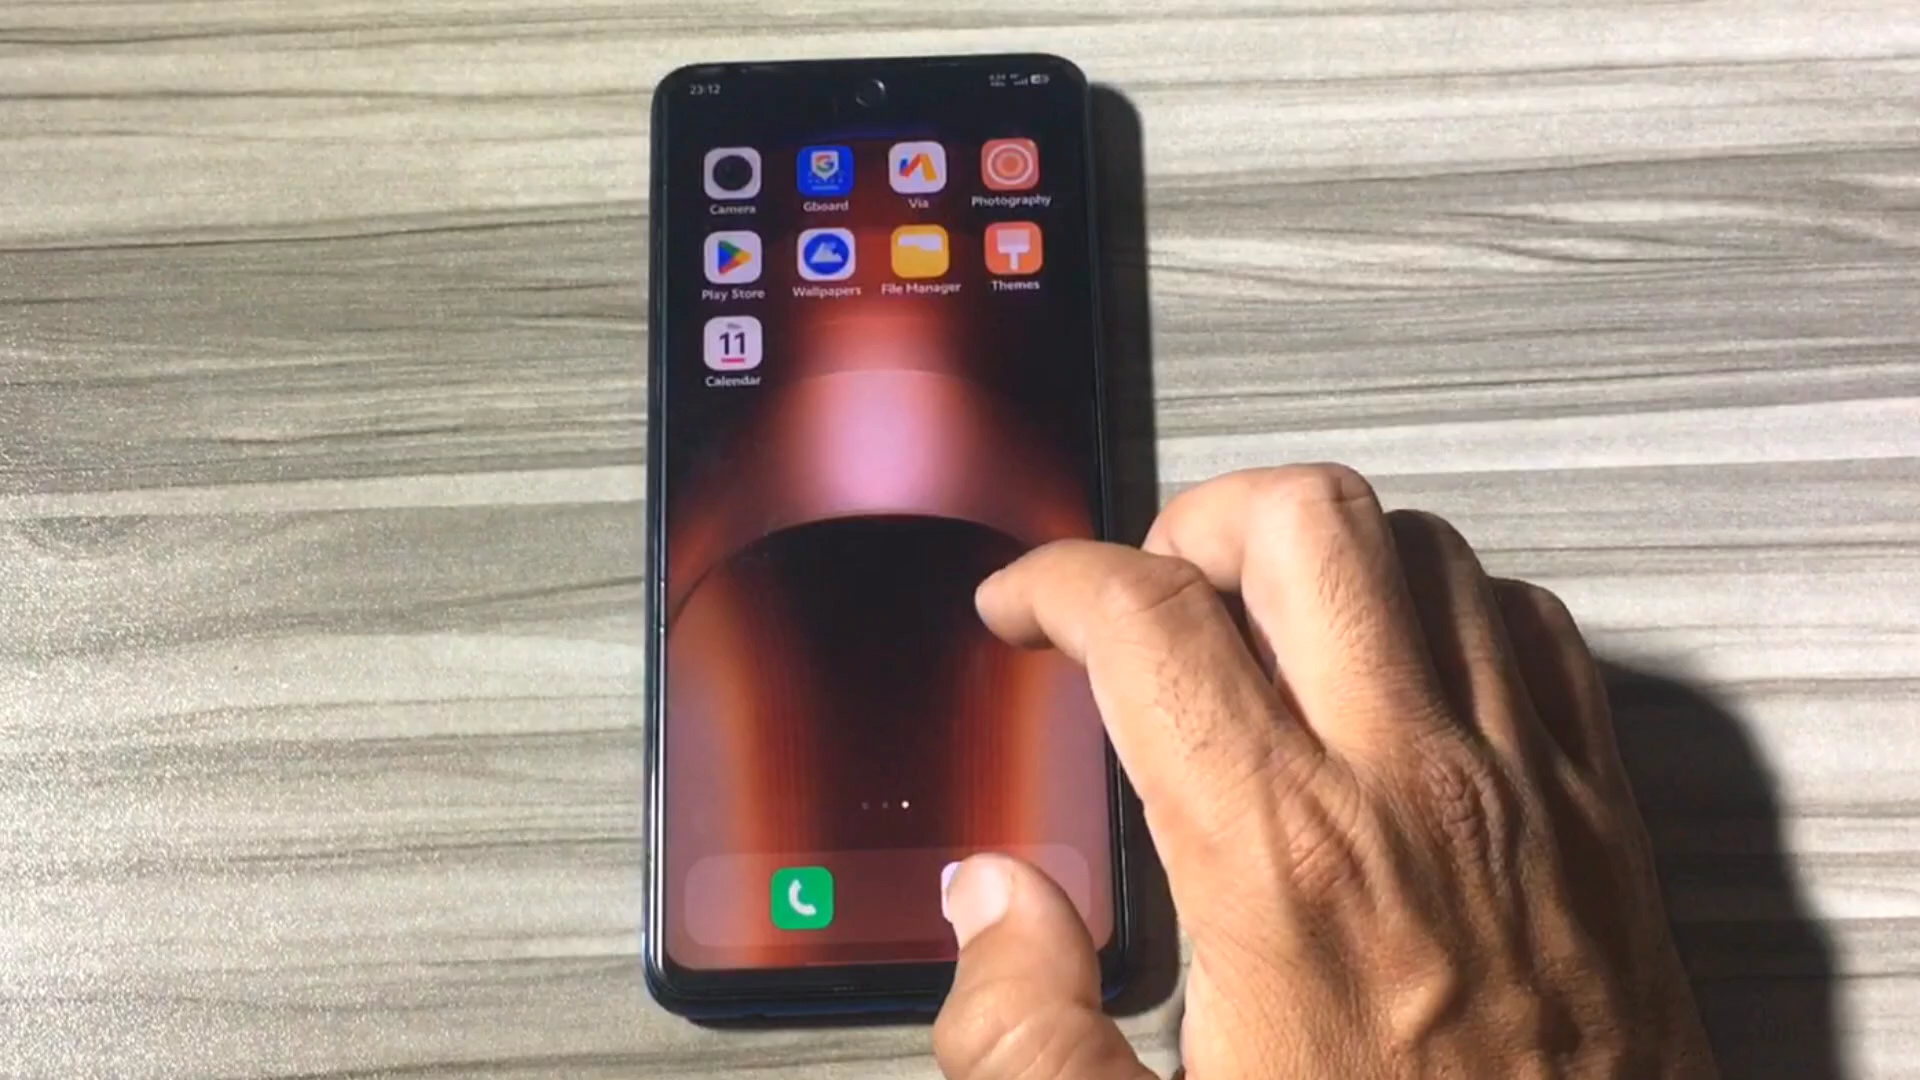 23:12
Camera
Gboard
Via
Photography
Play Store
Wallpapers
File Manager
Themes
11
Calendar